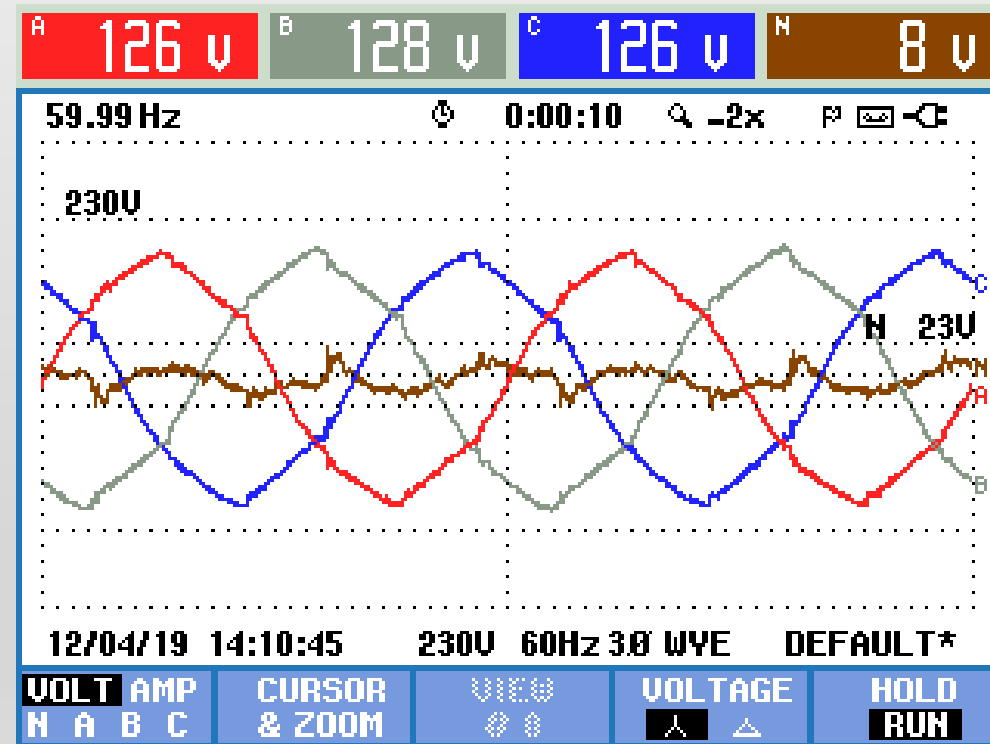 A 126 V B 128 V C 126 V N 8 V
59.99 Hz 0:00:10 -2x
230V
C
N 23V
N
A
B
12/04/19 14:10:45 230V 60Hz 3Ø WYE DEFAULT*
VOLT AMP CURSOR VIEW VOLTAGE HOLD
N A B C & ZOOM RUN